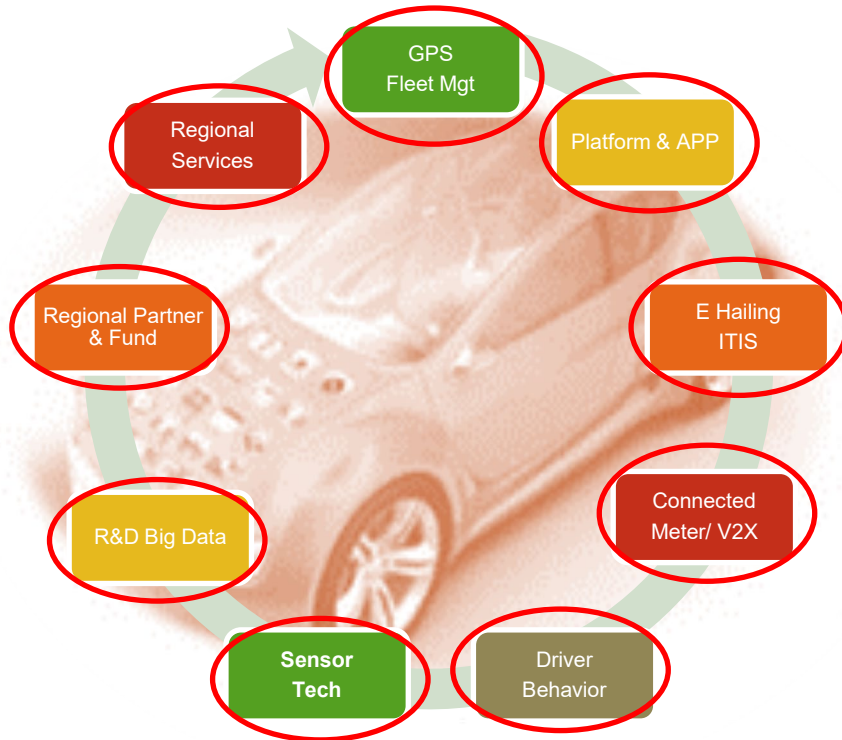 GPS
Fleet Mgt
Platform & APP
E Hailing
ITIS
Connected
Meter/ V2X
Driver
Behavior
Sensor
Tech
R&D Big Data
Regional Partner
& Fund
Regional
Services